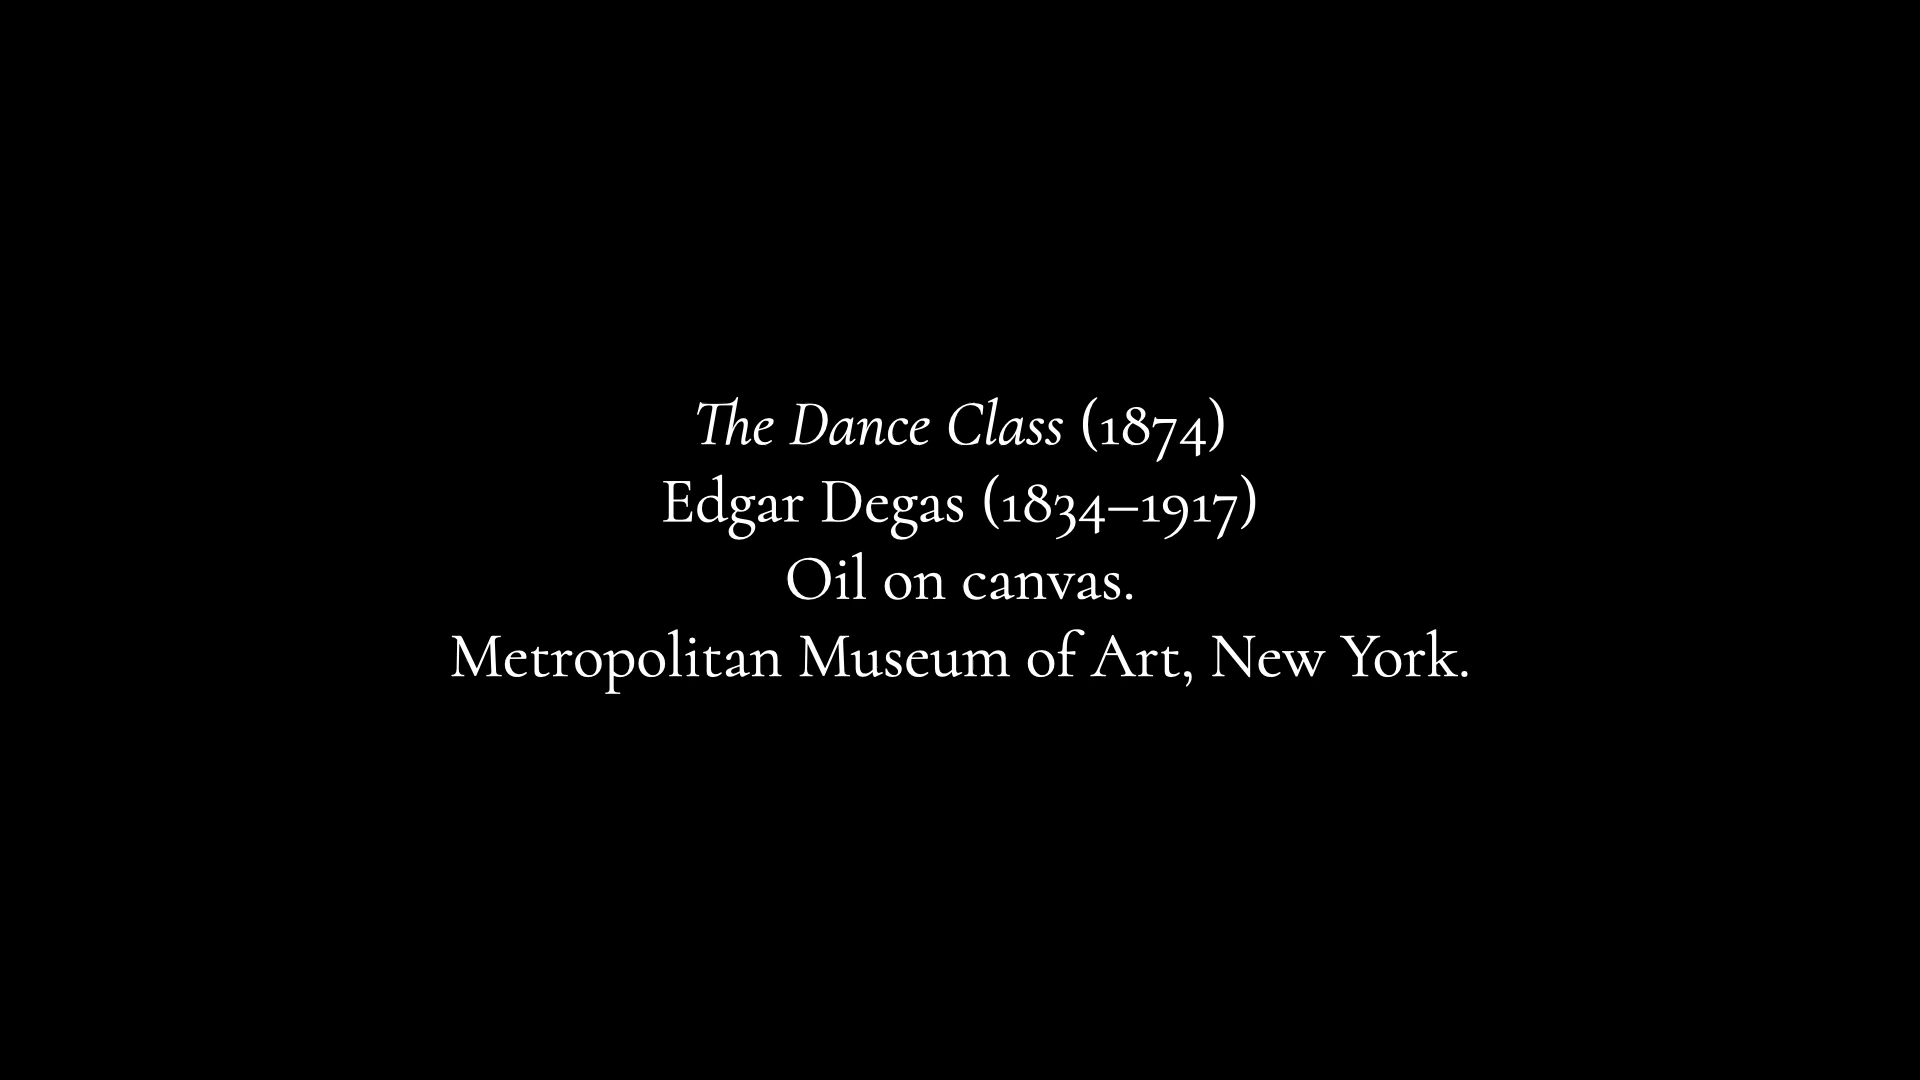 The Dance Class (1874)
Edgar Degas (1834–1917)
Oil on canvas.
Metropolitan Museum of Art, New York.